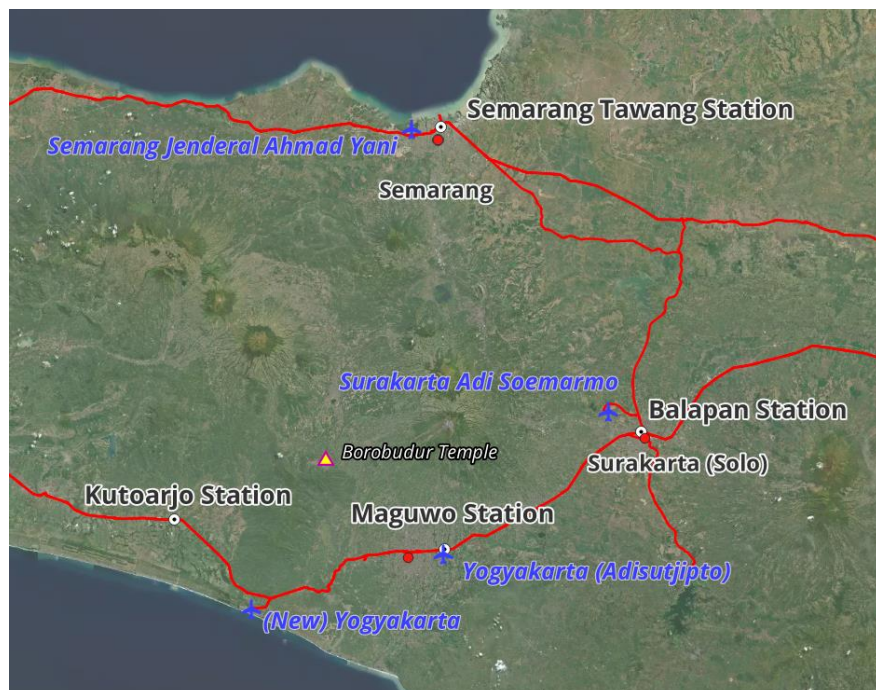 Semarang Tawang Station
Semarang Jenderal Ahmad Yani
Semarang
Surakarta Adi Soemarmo
Balapan Station
Borobudur Temple
Surakarta (Solo)
Kutoarjo Station
Maguwo Station
Yogyakarta (Adisutjipto)
(New) Yogyakarta